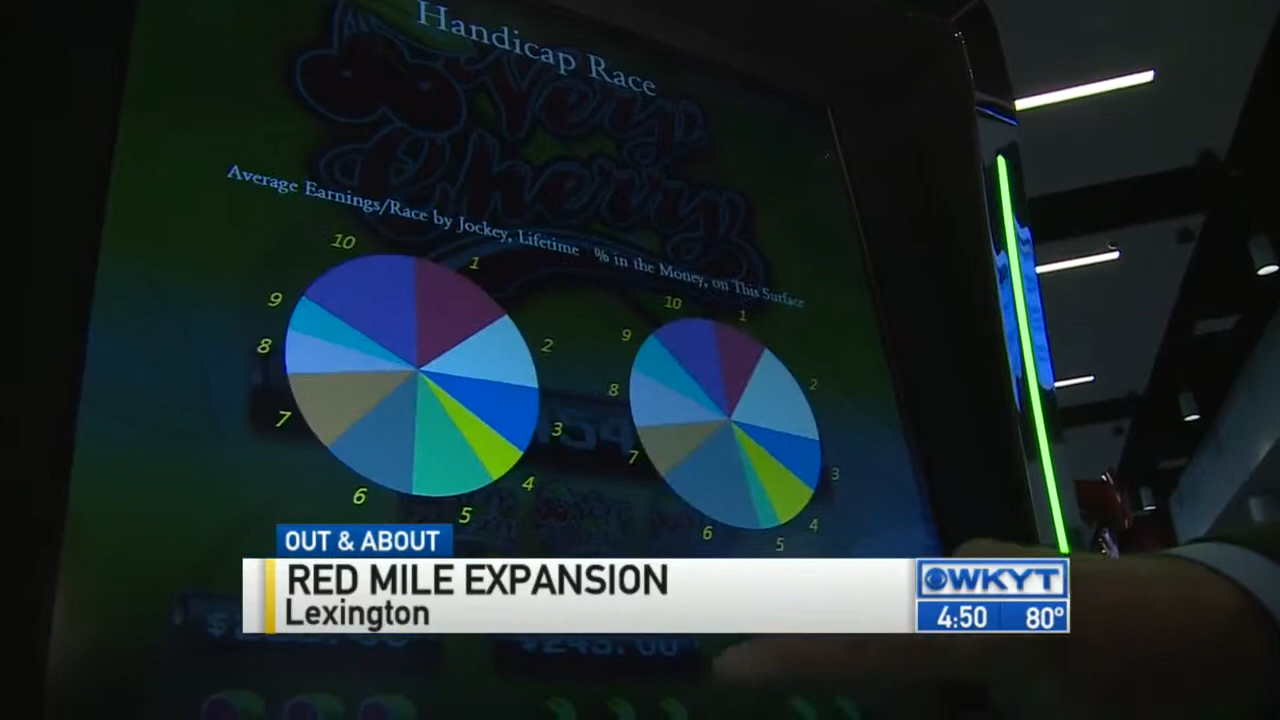 Handicap Race
Very
Cherry
Average Earnings/Race by Jockey, Lifetime
% in the Money, on This Surface
10
1
9
2
8
3
7
4
6
5
10
1
9
2
8
3
7
4
6
5
OUT & ABOUT
RED MILE EXPANSION
Lexington
WKYT
4:50 80°